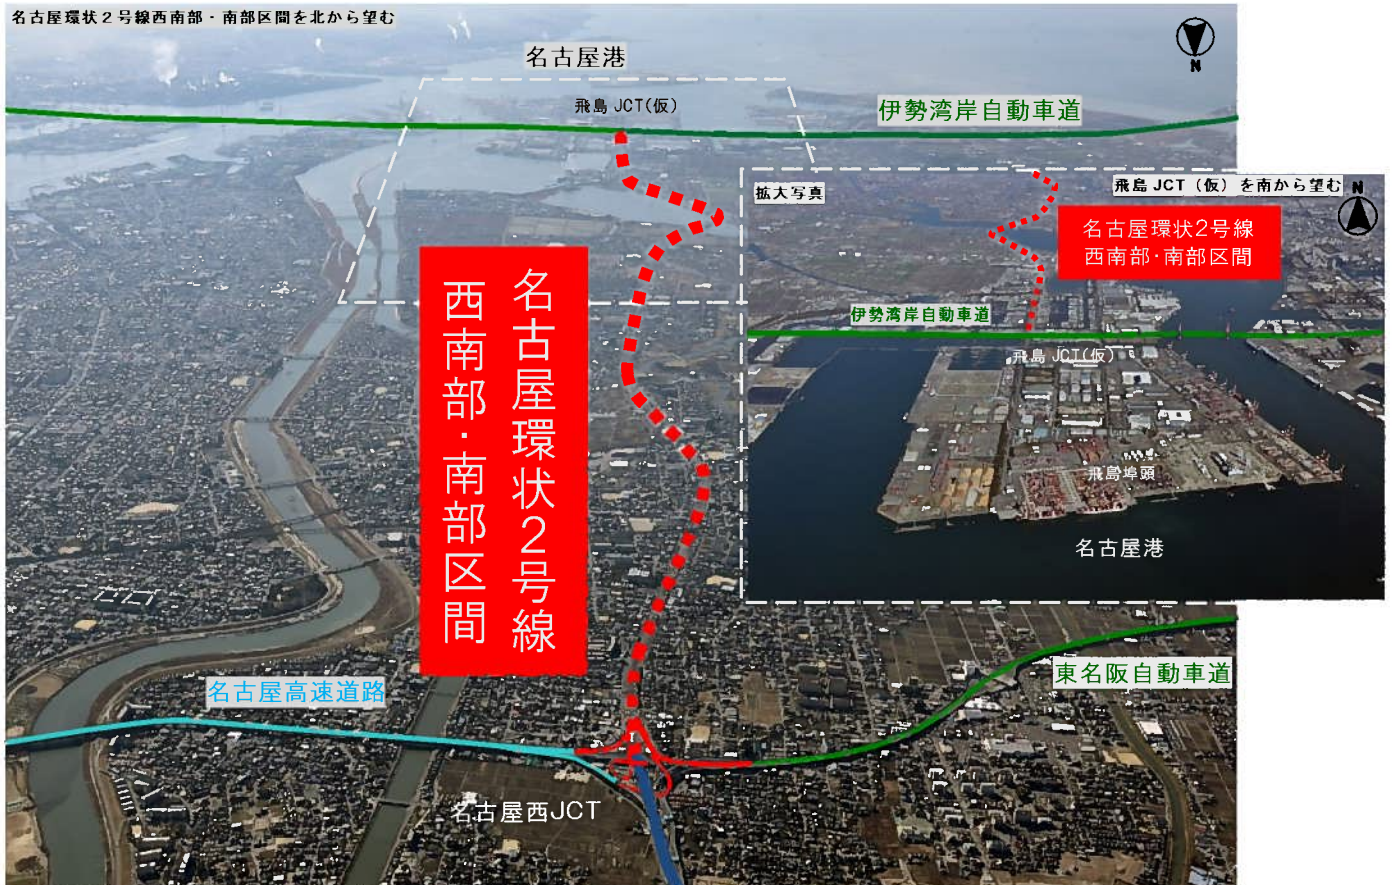 名古屋環状2号線西南部・南部区間を北から望む
N
名古屋港
飛島 JCT(仮)
伊勢湾岸自動車道
拡大写真
飛島 JCT (仮) を南から望む
N
名古屋環状2号線
西南部・南部区間
伊勢湾岸自動車道
飛島 JCT(仮)
飛島埠頭
名古屋港
名古屋環状2号線
西南部・南部区間
東名阪自動車道
名古屋高速道路
名古屋西JCT